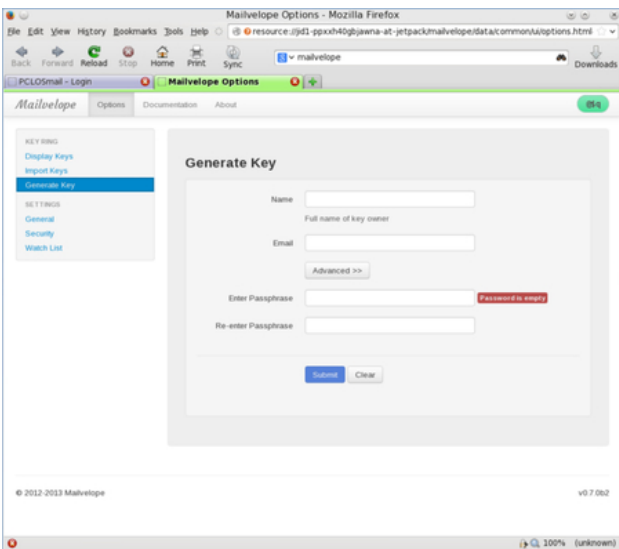 Mailvelope Options - Mozilla Firefox
File Edit View History Bookmarks Tools Help
resource://jid1-ppxxh40gbjawna-at-jetpack/mailvelope/data/common/ui/options.html
Back Forward Reload Stop Home Print Sync mailvelope Downloads
PCLOSmail - Login Mailvelope Options
Mailvelope Options Documentation About
KEY RING
Display Keys
Import Keys
Generate Key
SETTINGS
General
Security
Watch List
Generate Key
Name
Full name of key owner
Email
Advanced >>
Enter Passphrase Password is empty
Re-enter Passphrase
Submit Clear
© 2012-2013 Mailvelope v0.7.0b2
100% (unknown)